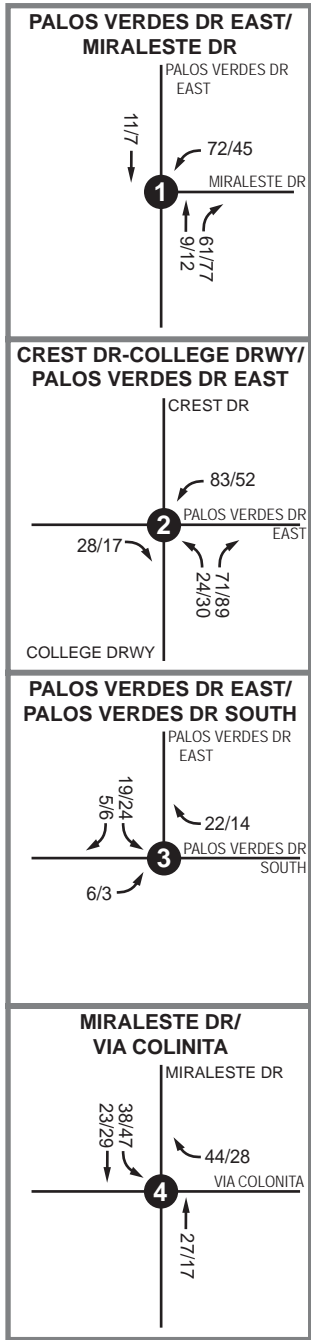 PALOS VERDES DR EAST/
MIRALESTE DR
PALOS VERDES DR
EAST
11/7
72/45
1
MIRALESTE DR
9/12
61/77
CREST DR-COLLEGE DRWY/
PALOS VERDES DR EAST
CREST DR
83/52
2
PALOS VERDES DR
EAST
28/17
24/30
71/89
COLLEGE DRWY
PALOS VERDES DR EAST/
PALOS VERDES DR SOUTH
PALOS VERDES DR
EAST
5/6
19/24
22/14
3
PALOS VERDES DR
SOUTH
6/3
MIRALESTE DR/
VIA COLINITA
MIRALESTE DR
23/29
38/47
44/28
4
VIA COLONITA
27/17